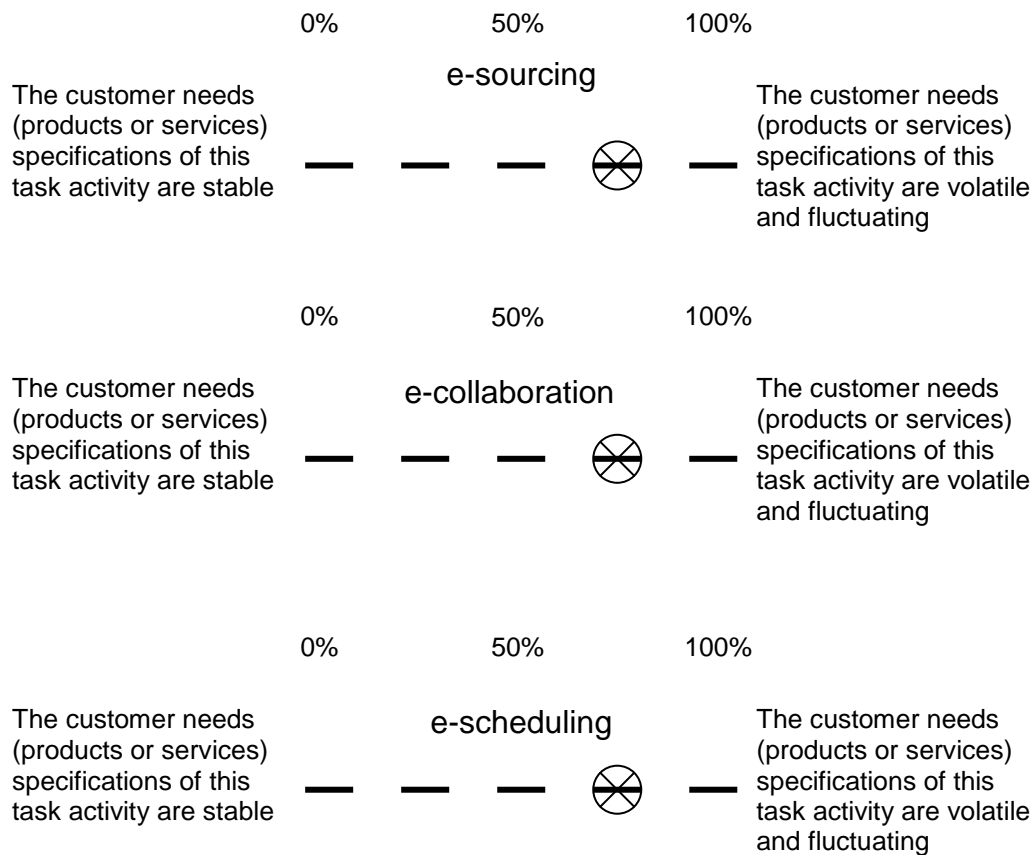 0% 50% 100%
e-sourcing
The customer needs
(products or services)
specifications of this
task activity are stable
The customer needs
(products or services)
specifications of this
task activity are volatile
and fluctuating
0% 50% 100%
e-collaboration
The customer needs
(products or services)
specifications of this
task activity are stable
The customer needs
(products or services)
specifications of this
task activity are volatile
and fluctuating
0% 50% 100%
e-scheduling
The customer needs
(products or services)
specifications of this
task activity are stable
The customer needs
(products or services)
specifications of this
task activity are volatile
and fluctuating